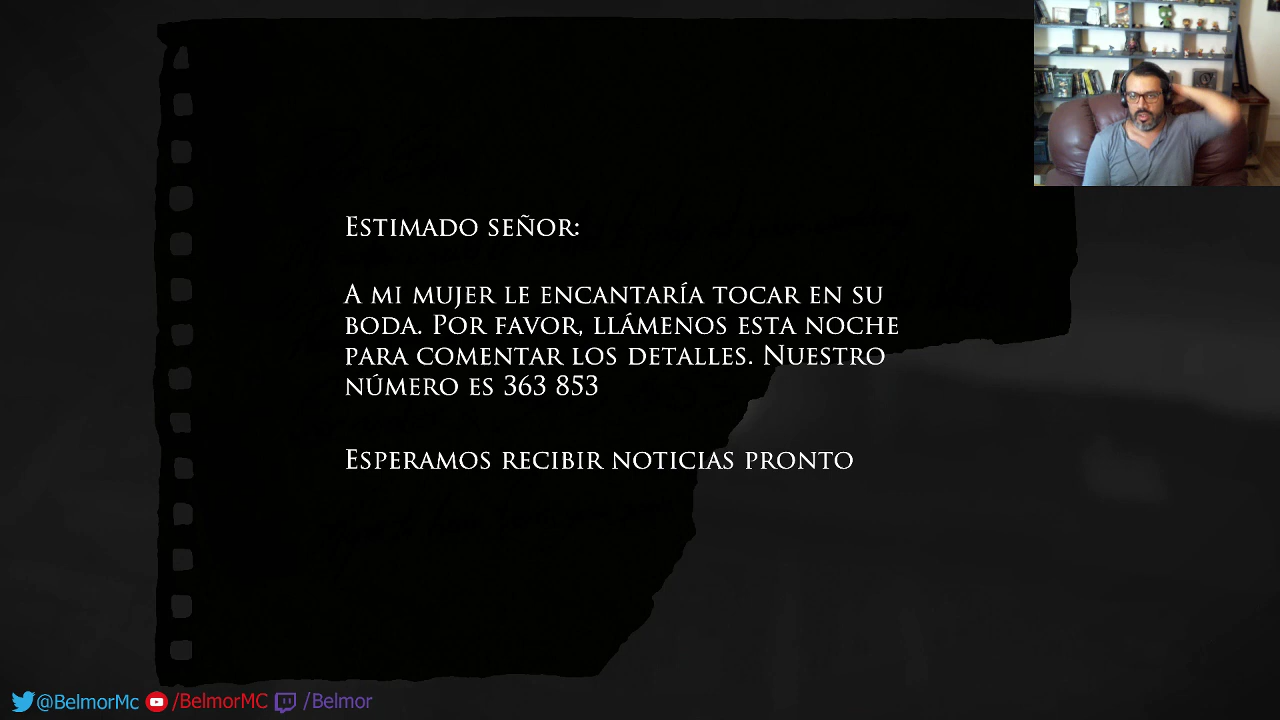 Estimado señor:
A mi mujer le encantaría tocar en su
boda. Por favor, llámenos esta noche
para comentar los detalles. Nuestro
número es 363 853
Esperamos recibir noticias pronto
@BelmorMc /BelmorMC /Belmor